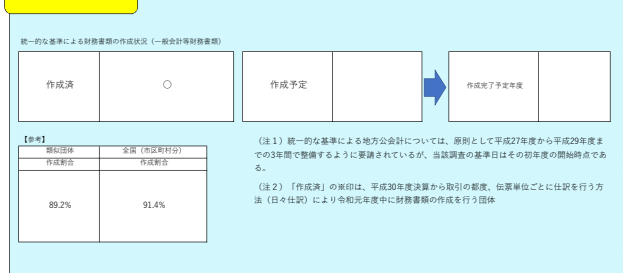 統一的な基準による財務書類の作成状況（一般会計等財務書類）
作成済 ○ 作成予定 作成完了予定年度
【参考】
類似団体 全国（市区町村分）
作成割合 作成割合
89.2% 91.4%
（注１）統一的な基準による地方公会計については、原則として平成27年度から平成29年度ま
での3年間で整備するように要請されているが、当該調査の基準日はその初年度の開始時点であ
る。
（注２）「作成済」の※印は、平成30年度決算から取引の都度、伝票単位ごとに仕訳を行う方
法（日々仕訳）により令和元年度中に財務書類の作成を行う団体